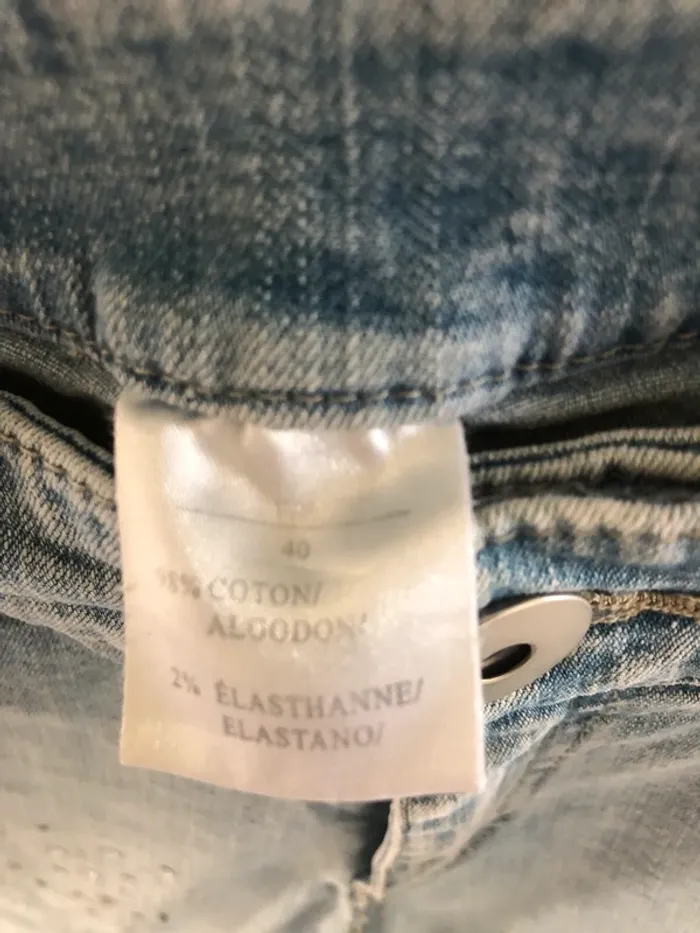 40
98% COTON/
ALGODON/
2% ÉLASTHANNE/
ELASTANO/